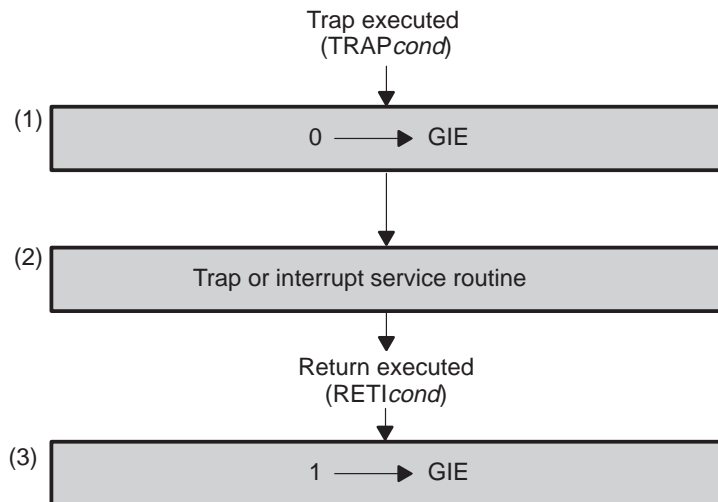 Trap executed
(TRAPcond)
(1)
0 GIE
(2)
Trap or interrupt service routine
Return executed
(RETIcond)
(3)
1 GIE